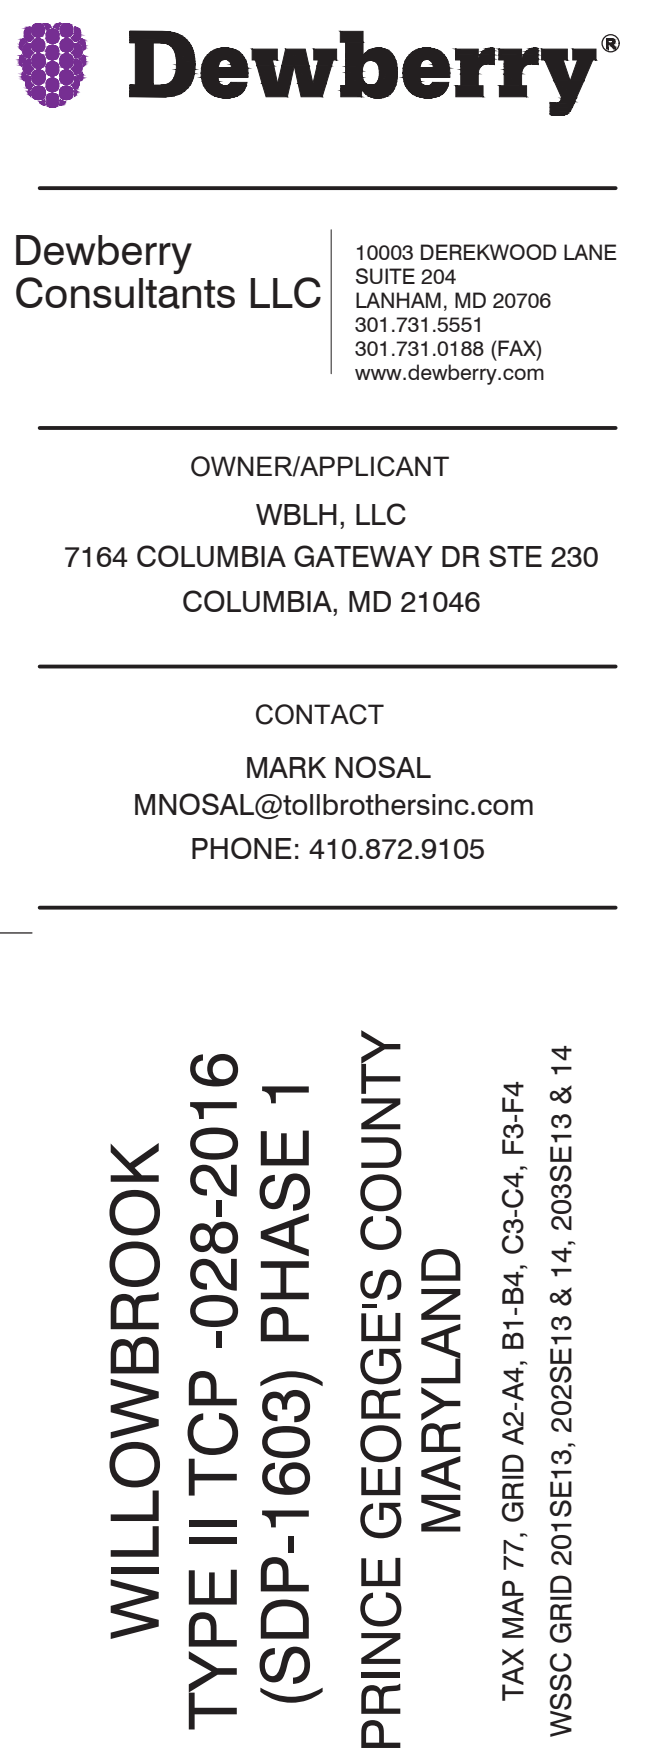 Dewberry®
Dewberry
Consultants LLC
10003 DEREKWOOD LANE
SUITE 204
LANHAM, MD 20706
301.731.5551
301.731.0188 (FAX)
www.dewberry.com
OWNER/APPLICANT
WBLH, LLC
7164 COLUMBIA GATEWAY DR STE 230
COLUMBIA, MD 21046
CONTACT
MARK NOSAL
MNOSAL@tollbrothersinc.com
PHONE: 410.872.9105
WILLOWBROOK
TYPE II TCP -028-2016
(SDP-1603) PHASE 1
PRINCE GEORGE'S COUNTY
MARYLAND
TAX MAP 77, GRID A2-A4, B1-B4, C3-C4, F3-F4
WSSC GRID 201SE13, 202SE13 & 14, 203SE13 & 14